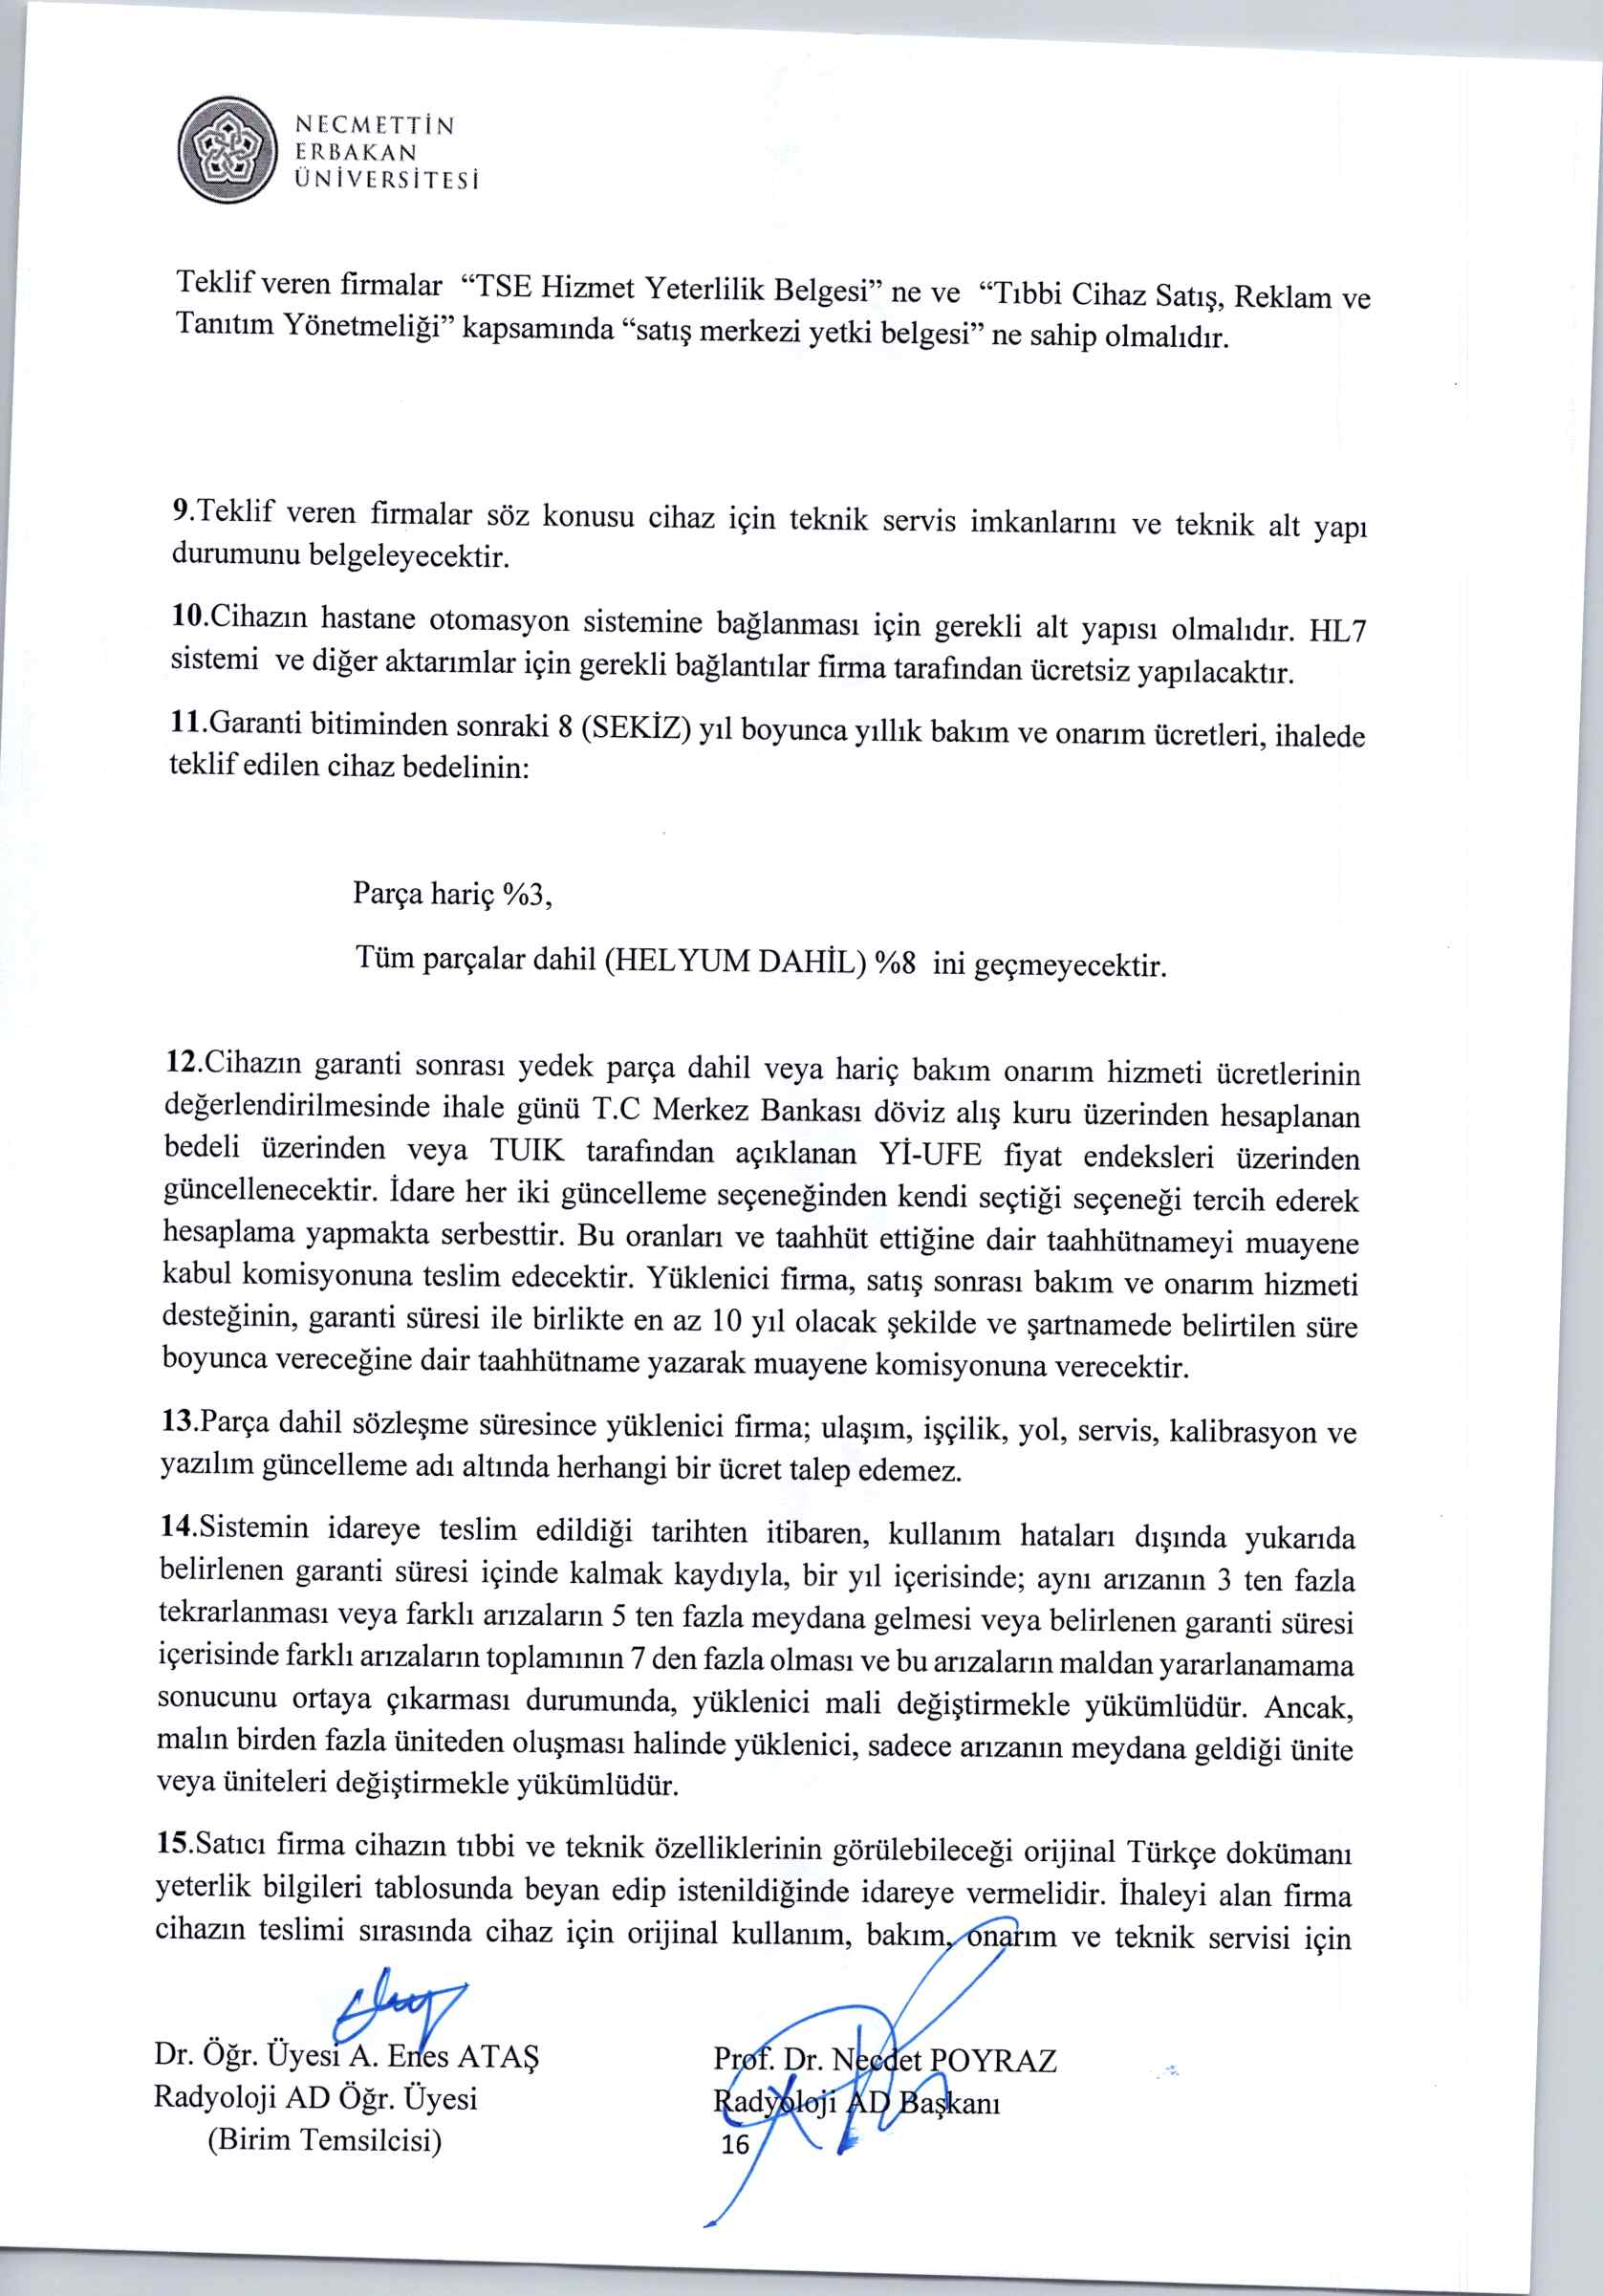 NECMETTİN
ERBAKAN
ÜNİVERSİTESİ
Teklif veren firmalar “TSE Hizmet Yeterlilik Belgesi” ne ve “Tıbbi Cihaz Satış, Reklam ve
Tanıtım Yönetmeliği” kapsamında “satış merkezi yetki belgesi” ne sahip olmalıdır.
9.Teklif veren firmalar söz konusu cihaz için teknik servis imkanlarını ve teknik alt yapı
durumunu belgeleyecektir.
10.Cihazın hastane otomasyon sistemine bağlanması için gerekli alt yapısı olmalıdır. HL7
sistemi ve diğer aktarımlar için gerekli bağlantılar firma tarafından ücretsiz yapılacaktır.
11.Garanti bitiminden sonraki 8 (SEKİZ) yıl boyunca yıllık bakım ve onarım ücretleri, ihalede
teklif edilen cihaz bedelinin:
Parça hariç %3,
Tüm parçalar dahil (HELYUM DAHİL) %8 ini geçmeyecektir.
12.Cihazın garanti sonrası yedek parça dahil veya hariç bakım onarım hizmeti ücretlerinin
değerlendirilmesinde ihale günü T.C Merkez Bankası döviz alış kuru üzerinden hesaplanan
bedeli üzerinden veya TUIK tarafından açıklanan Yİ-UFE fiyat endeksleri üzerinden
güncellenecektir. İdare her iki güncelleme seçeneğinden kendi seçtiği seçeneği tercih ederek
hesaplama yapmakta serbesttir. Bu oranları ve taahhüt ettiğine dair taahhütnameyi muayene
kabul komisyonuna teslim edecektir. Yüklenici firma, satış sonrası bakım ve onarım hizmeti
desteğinin, garanti süresi ile birlikte en az 10 yıl olacak şekilde ve şartnamede belirtilen süre
boyunca vereceğine dair taahhütname yazarak muayene komisyonuna verecektir.
13.Parça dahil sözleşme süresince yüklenici firma; ulaşım, işçilik, yol, servis, kalibrasyon ve
yazılım güncelleme adı altında herhangi bir ücret talep edemez.
14.Sistemin idareye teslim edildiği tarihten itibaren, kullanım hataları dışında yukarıda
belirlenen garanti süresi içinde kalmak kaydıyla, bir yıl içerisinde; aynı arızanın 3 ten fazla
tekrarlanması veya farklı arızaların 5 ten fazla meydana gelmesi veya belirlenen garanti süresi
içerisinde farklı arızaların toplamının 7 den fazla olması ve bu arızaların maldan yararlanamama
sonucunu ortaya çıkarması durumunda, yüklenici mali değiştirmekle yükümlüdür. Ancak,
malın birden fazla üniteden oluşması halinde yüklenici, sadece arızanın meydana geldiği ünite
veya üniteleri değiştirmekle yükümlüdür.
15.Satıcı firma cihazın tıbbi ve teknik özelliklerinin görülebileceği orijinal Türkçe dokümanı
yeterlik bilgileri tablosunda beyan edip istenildiğinde idareye vermelidir. İhaleyi alan firma
cihazın teslimi sırasında cihaz için orijinal kullanım, bakım, onarım ve teknik servisi için
Dr. Öğr. Üyesi A. Enes ATAŞ
Radyoloji AD Öğr. Üyesi
(Birim Temsilcisi)
Prof. Dr. Necdet POYRAZ
Radyoloji AD Başkanı
16